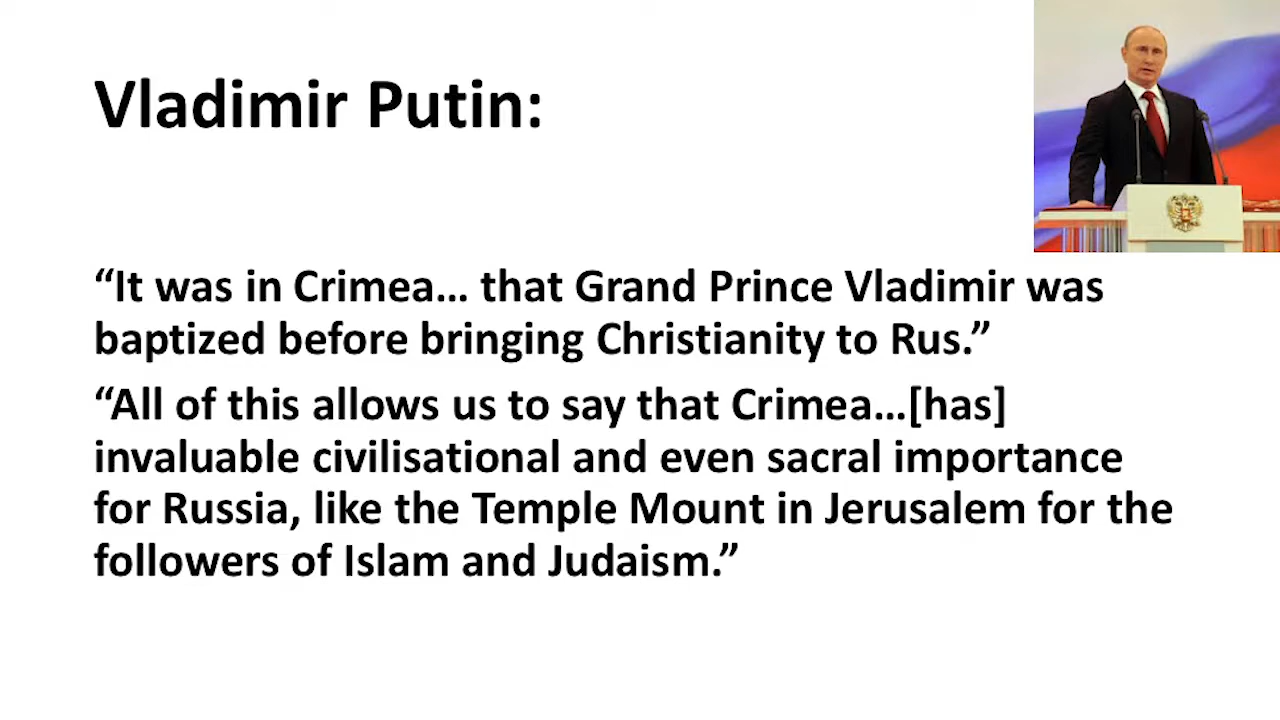 Vladimir Putin:
“It was in Crimea… that Grand Prince Vladimir was
baptized before bringing Christianity to Rus.”
“All of this allows us to say that Crimea…[has]
invaluable civilisational and even sacral importance
for Russia, like the Temple Mount in Jerusalem for the
followers of Islam and Judaism.”